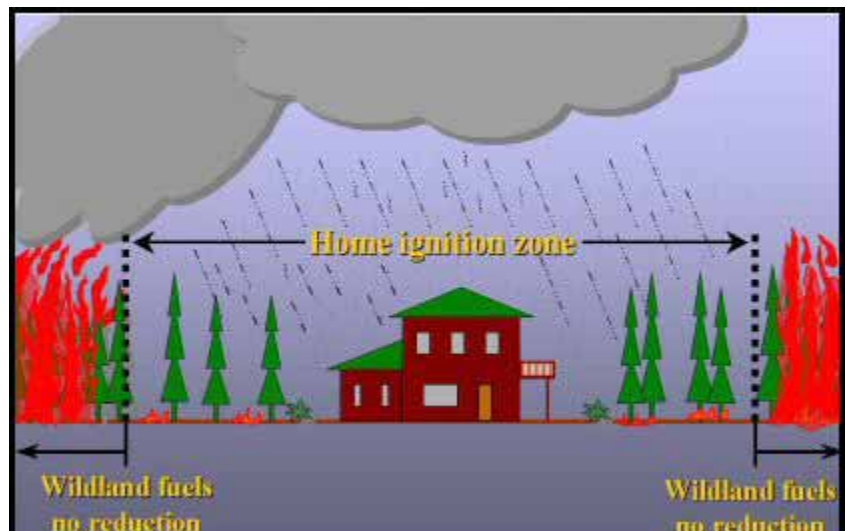 Home ignition zone
Wildland fuels
no reduction
Wildland fuels
no reduction